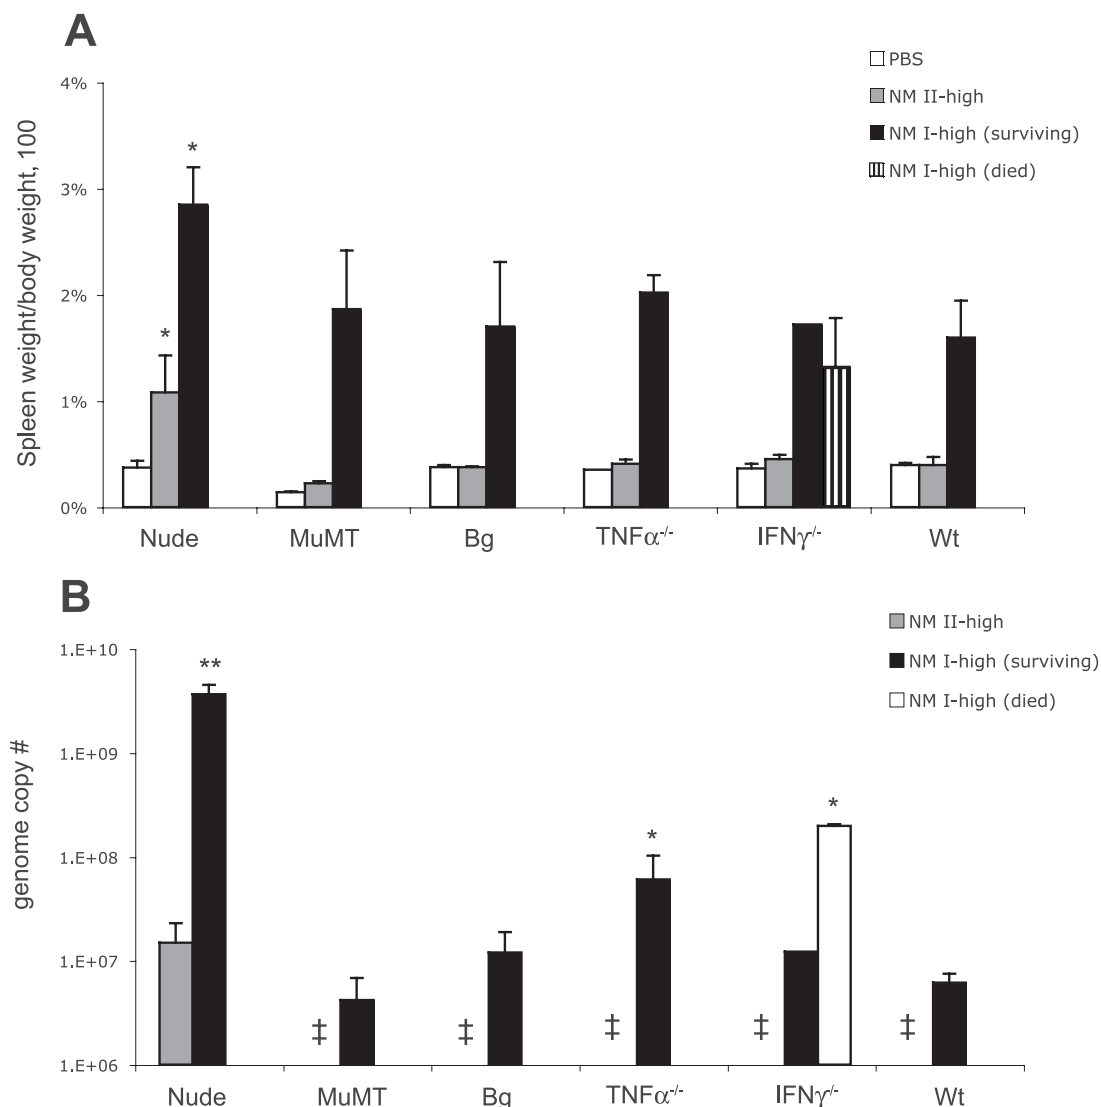 A
PBS
NM II-high
NM I-high (surviving)
NM I-high (died)
Spleen weight/body weight, 100
4%
3%
2%
1%
0%
*
*
Nude
MuMT
Bg
TNFα-/-
IFNγ-/-
Wt
B
NM II-high
NM I-high (surviving)
NM I-high (died)
genome copy #
1.E+10
1.E+09
1.E+08
1.E+07
1.E+06
**
*
*
‡
‡
‡
‡
‡
Nude
MuMT
Bg
TNFα-/-
IFNγ-/-
Wt